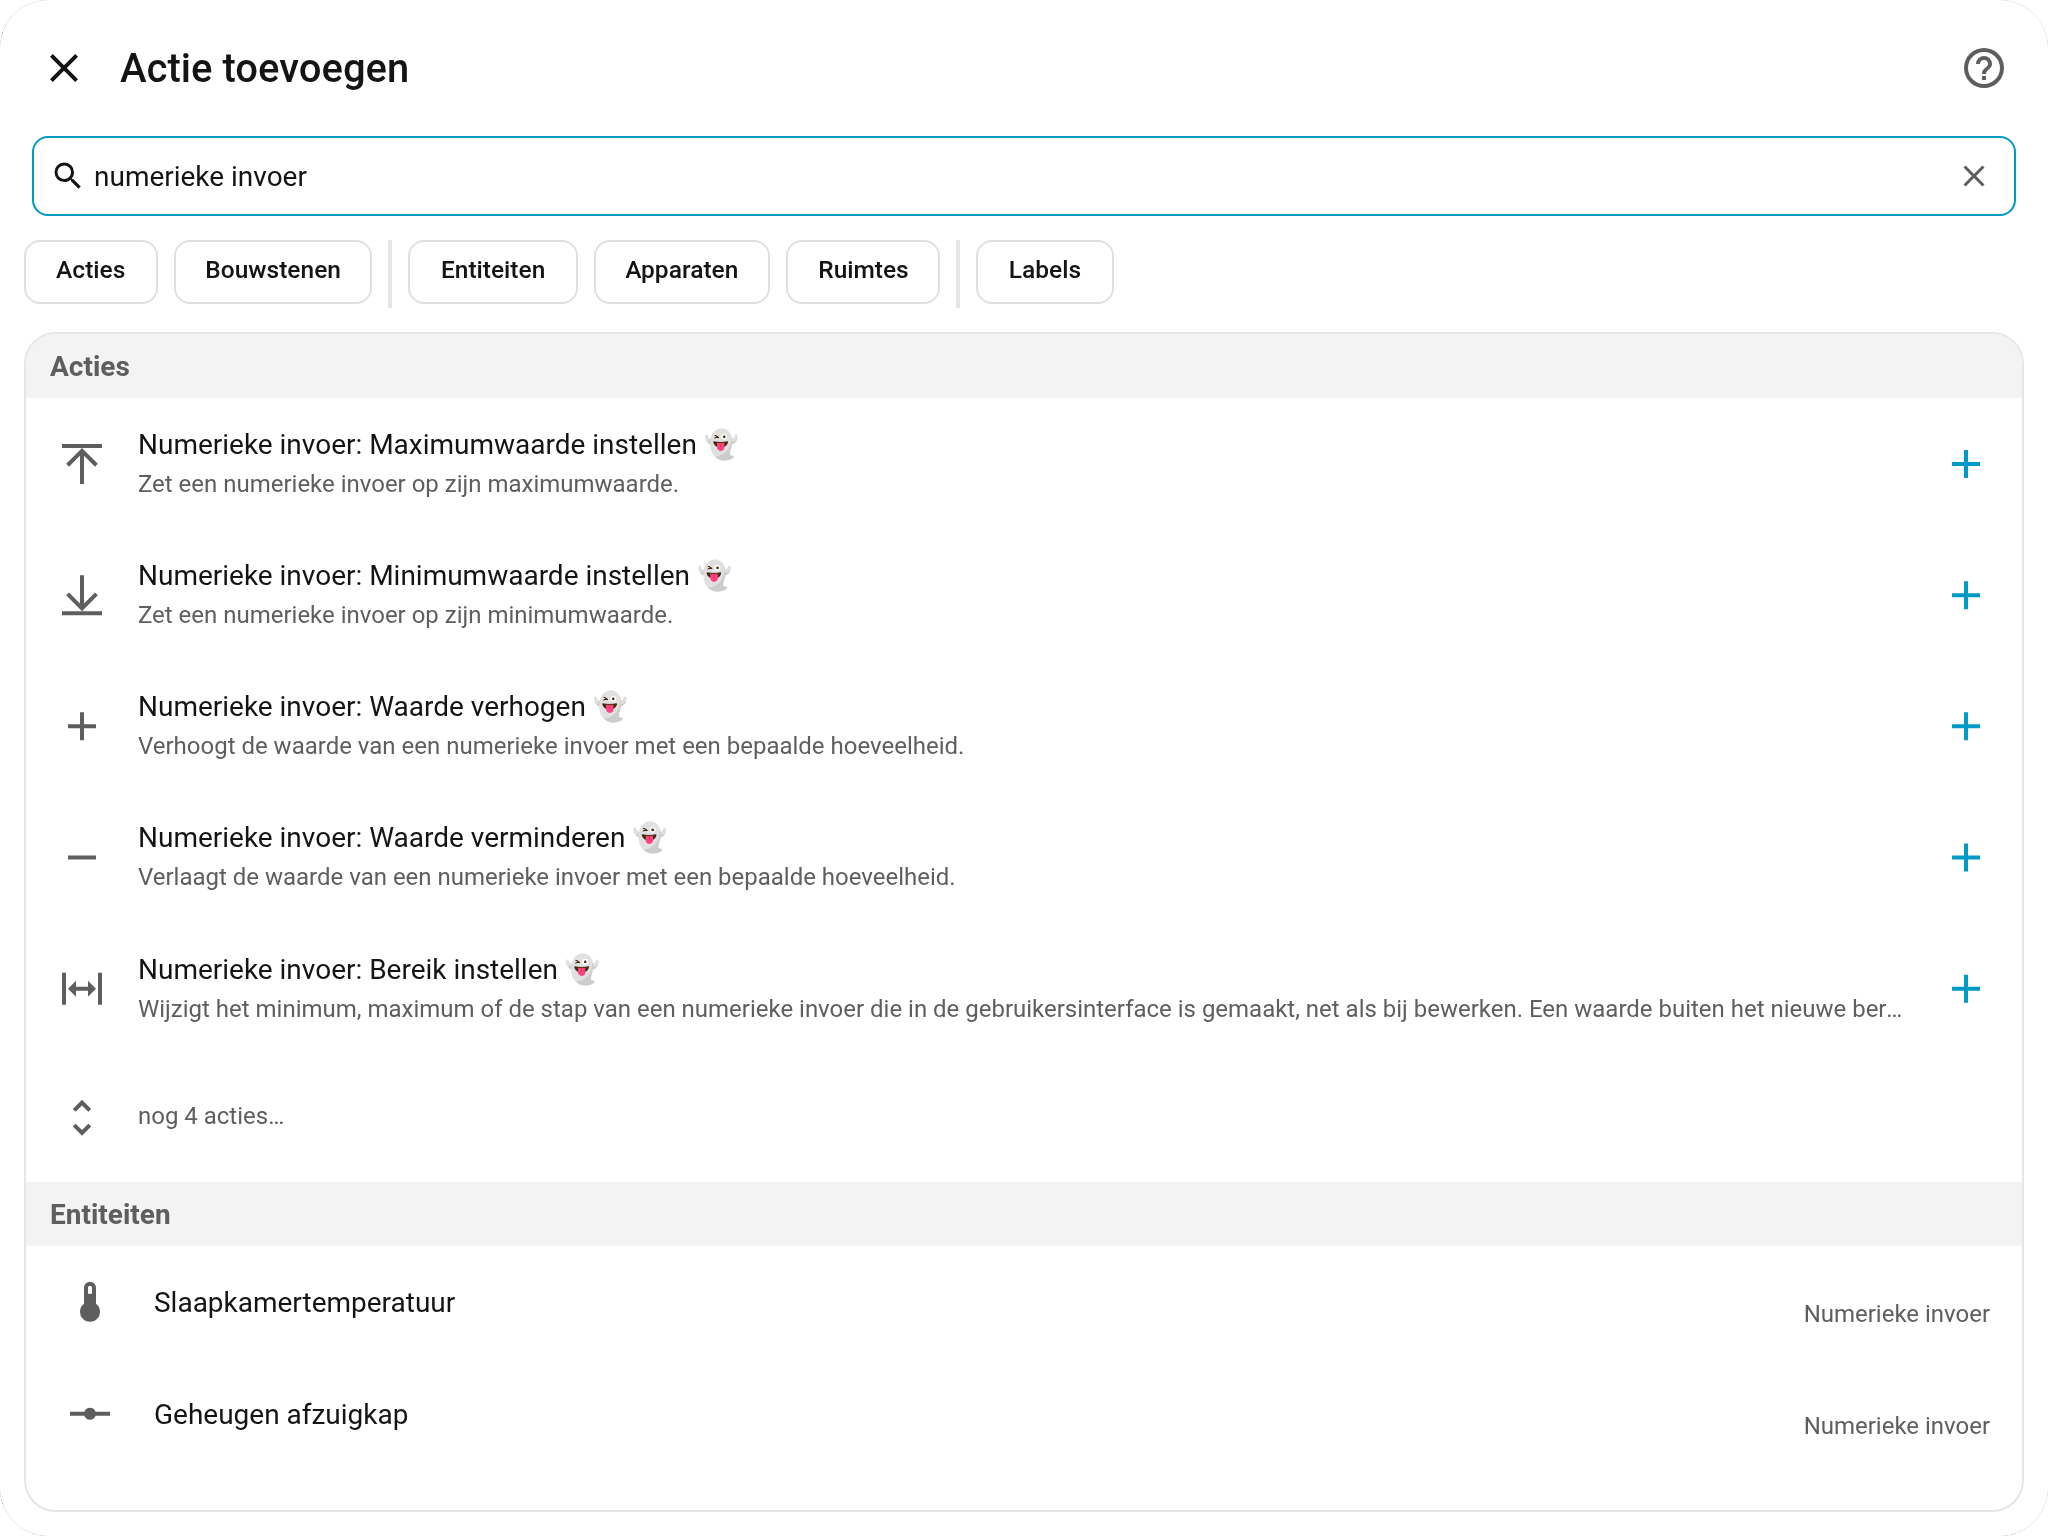 Actie toevoegen
numerieke invoer
Acties
Bouwstenen
Entiteiten
Apparaten
Ruimtes
Labels
Acties
Numerieke invoer: Maximumwaarde instellen 👻
Zet een numerieke invoer op zijn maximumwaarde.
Numerieke invoer: Minimumwaarde instellen 👻
Zet een numerieke invoer op zijn minimumwaarde.
Numerieke invoer: Waarde verhogen 👻
Verhoogt de waarde van een numerieke invoer met een bepaalde hoeveelheid.
Numerieke invoer: Waarde verminderen 👻
Verlaagt de waarde van een numerieke invoer met een bepaalde hoeveelheid.
Numerieke invoer: Bereik instellen 👻
Wijzigt het minimum, maximum of de stap van een numerieke invoer die in de gebruikersinterface is gemaakt, net als bij bewerken. Een waarde buiten het nieuwe ber…
nog 4 acties…
Entiteiten
Slaapkamertemperatuur
Numerieke invoer
Geheugen afzuigkap
Numerieke invoer